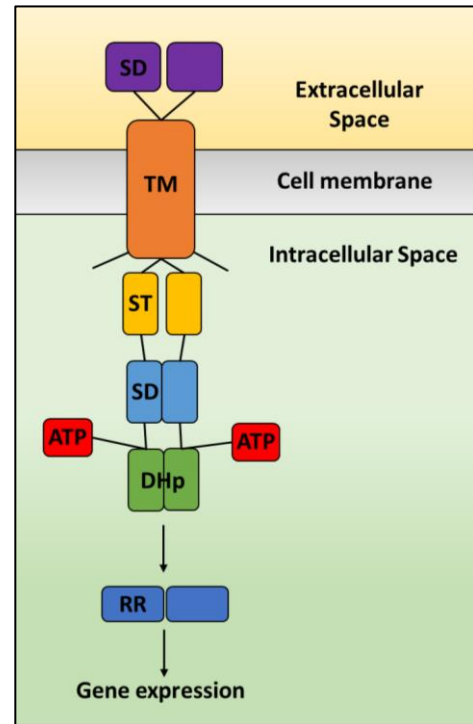 SD
Extracellular
Space
TM
Cell membrane
Intracellular Space
ST
SD
ATP
ATP
DHp
RR
Gene expression